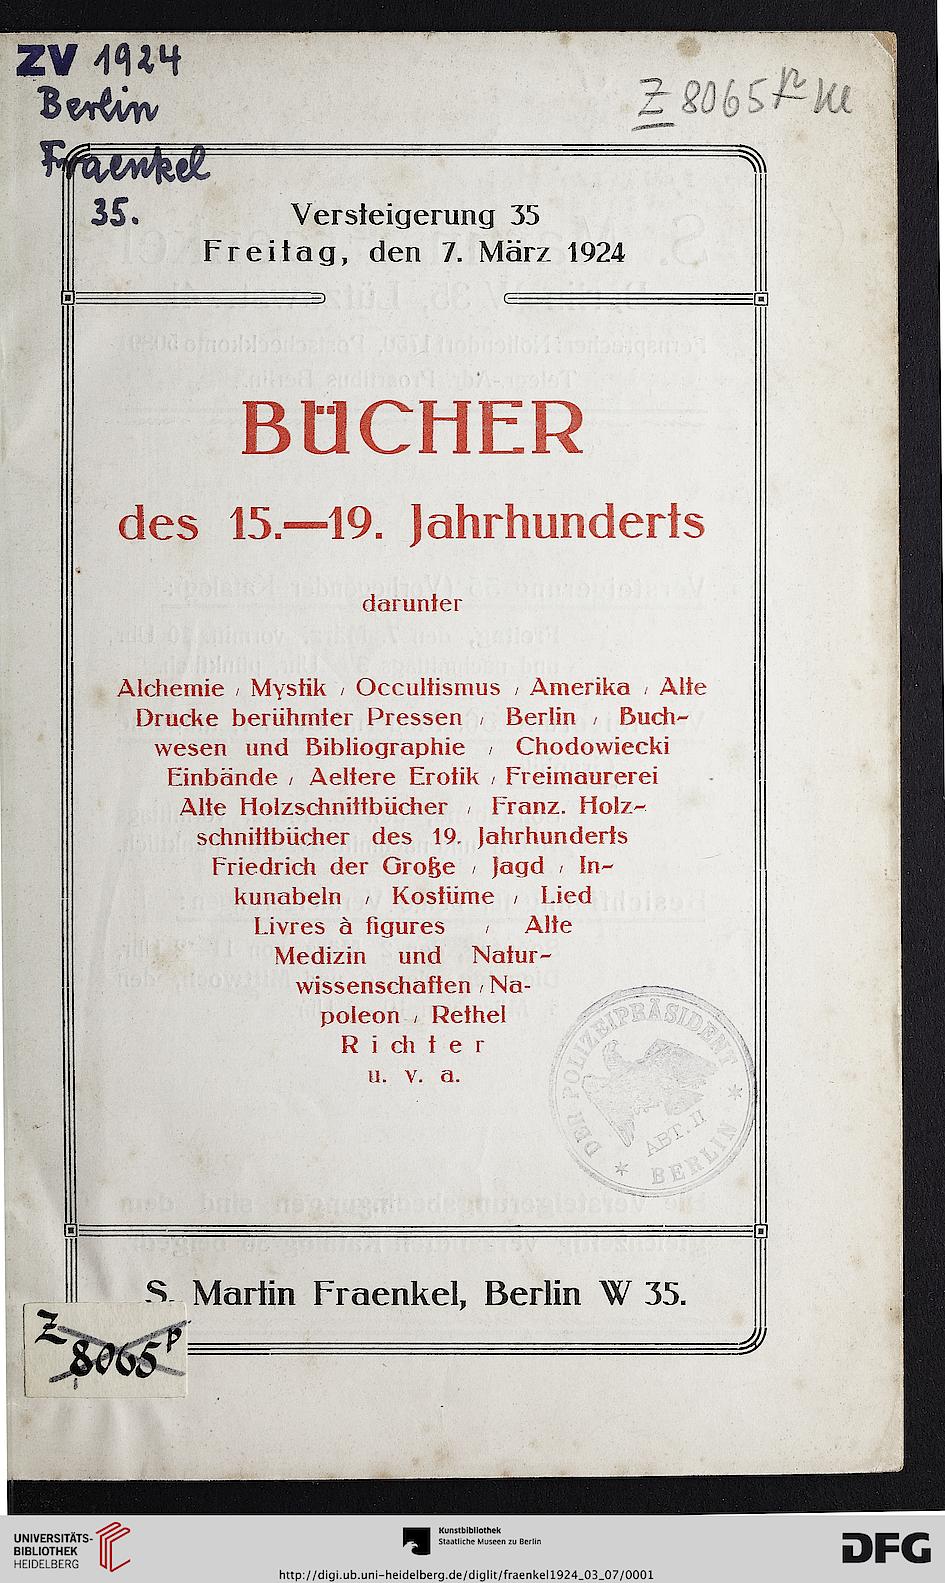 ZV 1924
Berlin
Fraenkel
35.
Z 8065
Versteigerung 35
Freitag, den 7. März 1924
BÜCHER
des 15.—19. Jahrhunderts
darunter
Alchemie / Mystik / Occultismus / Amerika / Alte
Drucke berühmter Pressen / Berlin / Buch-
wesen und Bibliographie / Chodowiecki
Einbände / Aeltere Erotik / Freimaurerei
Alte Holzschnittbücher / Franz. Holz-
schnittbücher des 19. Jahrhunderts
Friedrich der Große / Jagd / In-
kunabeln / Kostüme / Lied
Livres à figures / Alte
Medizin und Natur-
wissenschaften / Na-
poleon / Rethel
Richter
u. v. a.
DER POLIZEIPRÄSIDENT
ABT. II
* BERLIN *
S. Martin Fraenkel, Berlin W 35.
Z
8065 p
UNIVERSITÄTS-
BIBLIOTHEK
HEIDELBERG
Kunstbibliothek
Staatliche Museen zu Berlin
DFG
http://digi.ub.uni-heidelberg.de/diglit/fraenkel1924_03_07/0001